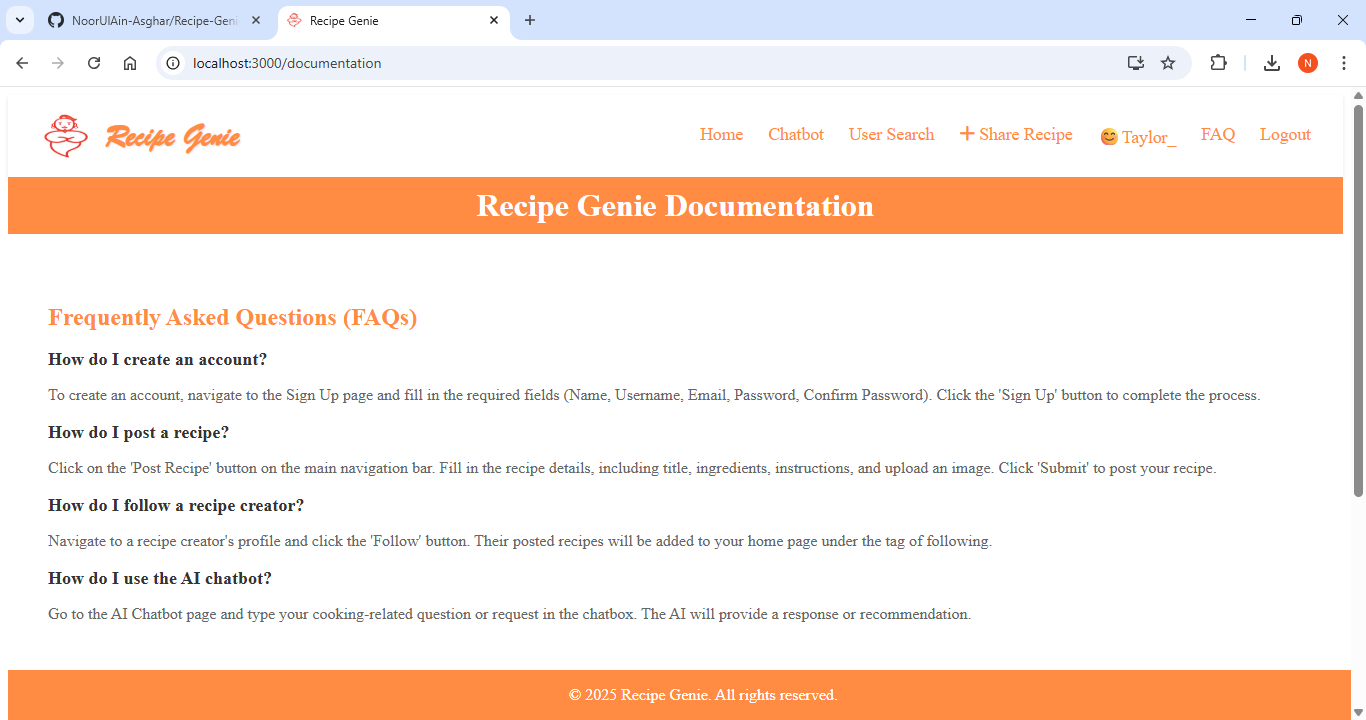 NoorUlAin-Asghar/Recipe-Geni
Recipe Genie
localhost:3000/documentation
N
Recipe Genie
Home Chatbot User Search + Share Recipe 😊 Taylor_ FAQ Logout
Recipe Genie Documentation
Frequently Asked Questions (FAQs)
How do I create an account?
To create an account, navigate to the Sign Up page and fill in the required fields (Name, Username, Email, Password, Confirm Password). Click the 'Sign Up' button to complete the process.
How do I post a recipe?
Click on the 'Post Recipe' button on the main navigation bar. Fill in the recipe details, including title, ingredients, instructions, and upload an image. Click 'Submit' to post your recipe.
How do I follow a recipe creator?
Navigate to a recipe creator's profile and click the 'Follow' button. Their posted recipes will be added to your home page under the tag of following.
How do I use the AI chatbot?
Go to the AI Chatbot page and type your cooking-related question or request in the chatbox. The AI will provide a response or recommendation.
© 2025 Recipe Genie. All rights reserved.